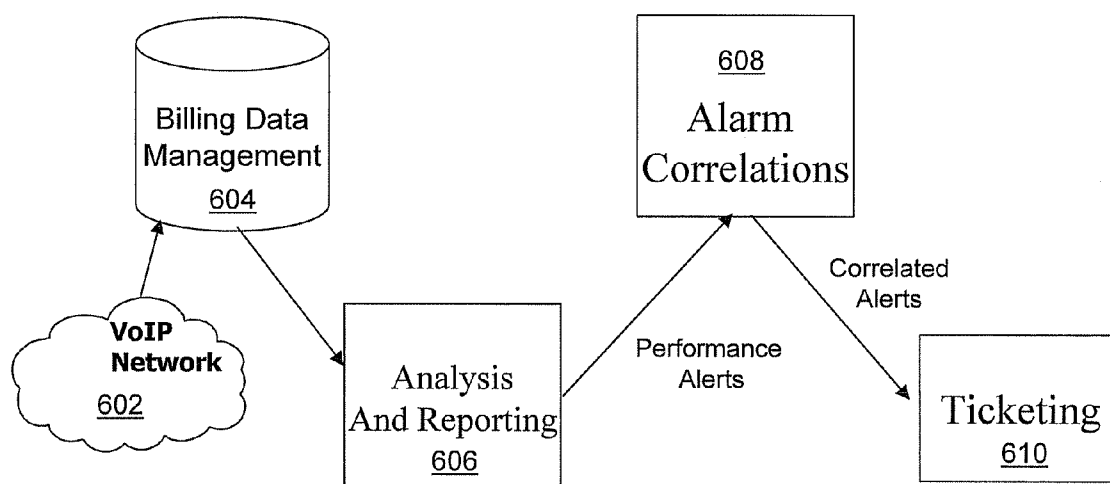 Billing Data
Management
604
VoIP
Network
602
Analysis
And Reporting
606
Performance
Alerts
608
Alarm
Correlations
Correlated
Alerts
Ticketing
610